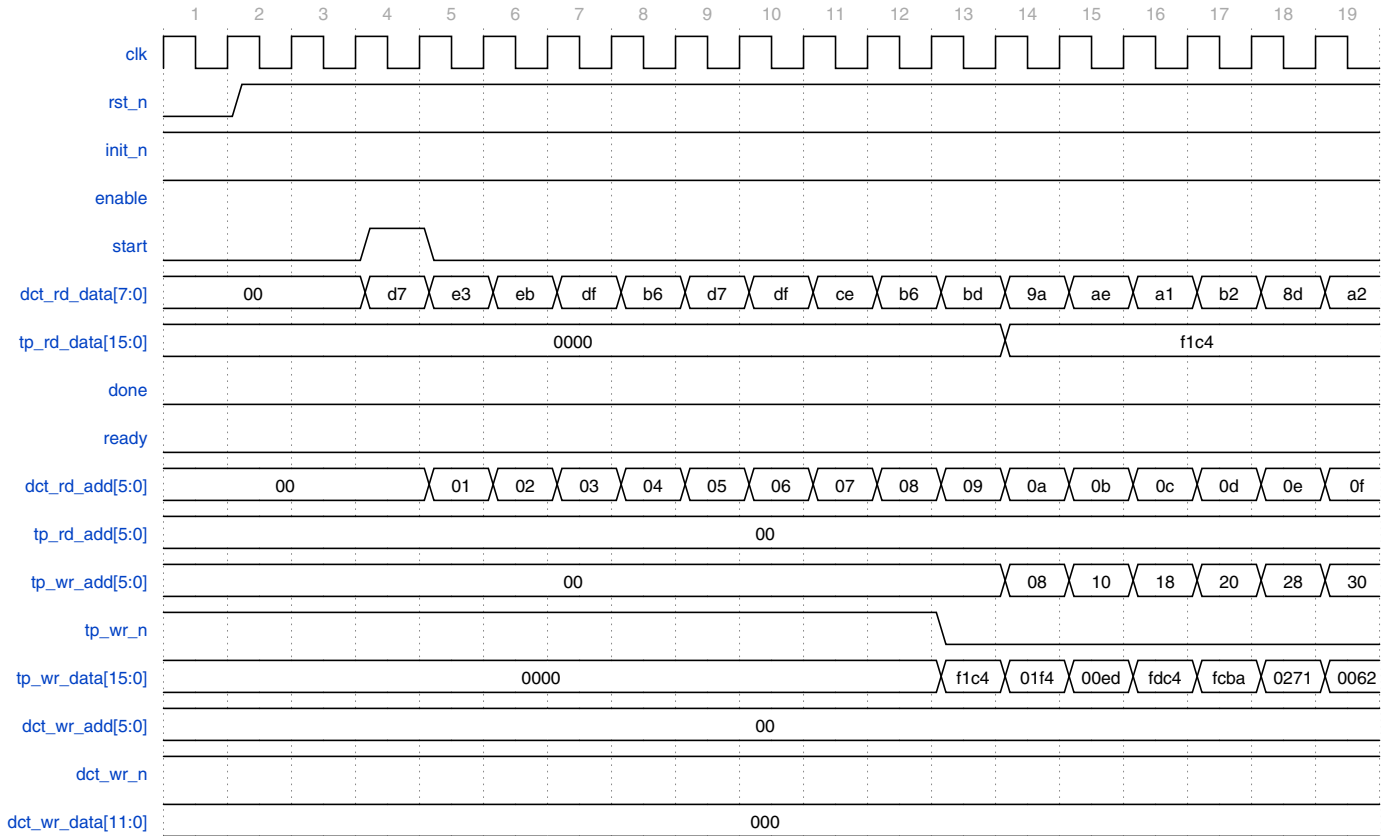 1 2 3 4 5 6 7 8 9 10 11 12 13 14 15 16 17 18 19
clk
rst_n
init_n
enable
start
dct_rd_data[7:0] 00 d7 e3 eb df b6 d7 df ce b6 bd 9a ae a1 b2 8d a2
tp_rd_data[15:0] 0000 f1c4
done
ready
dct_rd_add[5:0] 00 01 02 03 04 05 06 07 08 09 0a 0b 0c 0d 0e 0f
tp_rd_add[5:0] 00
tp_wr_add[5:0] 00 08 10 18 20 28 30
tp_wr_n
tp_wr_data[15:0] 0000 f1c4 01f4 00ed fdc4 fcba 0271 0062
dct_wr_add[5:0] 00
dct_wr_n
dct_wr_data[11:0] 000